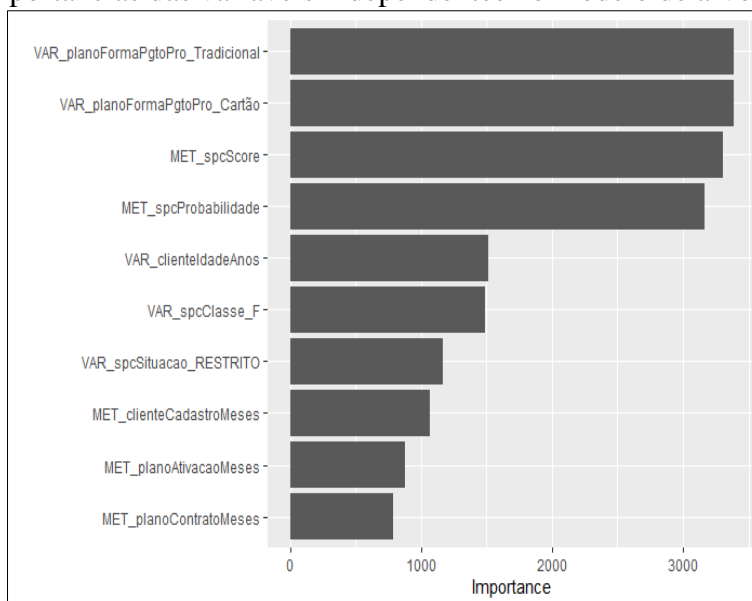 VAR_planoFormaPgtoPro_Tradicional
VAR_planoFormaPgtoPro_Cartão
MET_spcScore
MET_spcProbabilidade
VAR_clienteIdadeAnos
VAR_spcClasse_F
VAR_spcSituacao_RESTRITO
MET_clienteCadastroMeses
MET_planoAtivacaoMeses
MET_planoContratoMeses
0 1000 2000 3000
Importance